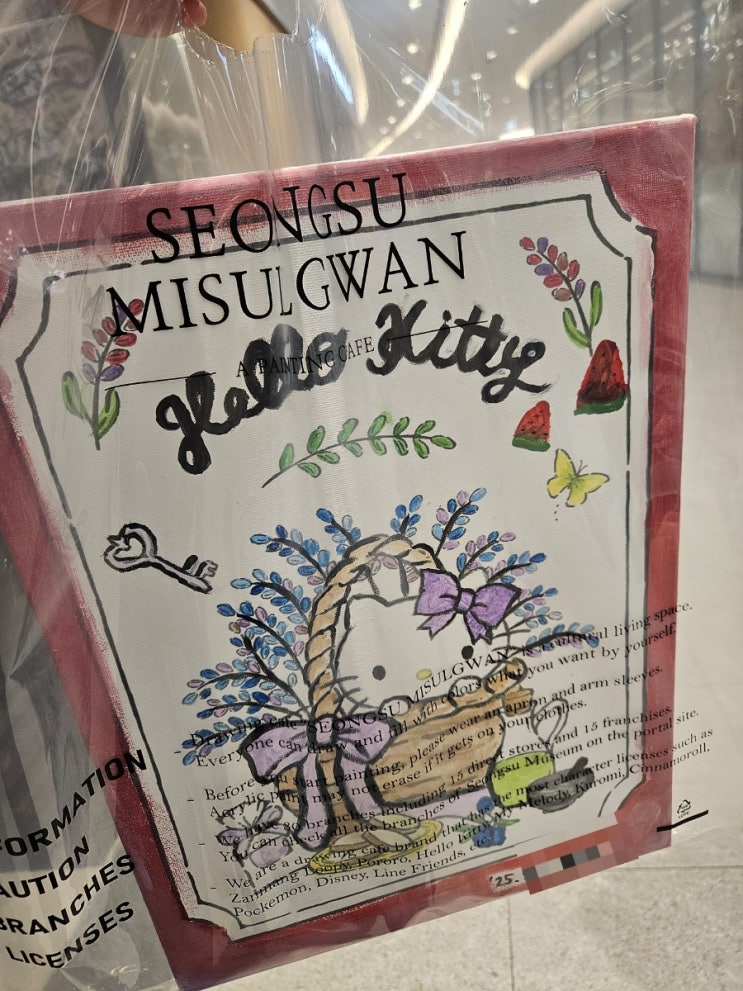 SEONGSU
MISULGWAN
A PAINTING CAFE
Hello Kitty
- Drawing cafe "SEONGSU MISULGWAN" is a cultural living space.
Everyone can draw and fill with colors what you want by yourself.
- Before you start painting, please wear an apron and arm sleeves.
Acrylic paint may not erase if it gets on your clothes.
- We have 30 branches including 15 direct stores and 15 franchises.
You can check all the branches of Seongsu Museum on the portal site.
- We are a drawing cafe brand that has the most character licenses such as
Zanmang Loopy, Pororo, Hello kitty, My Melody, Kuromi, Cinnamoroll,
Pockemon, Disney, Line Friends, etc.
FORMATION
AUTION
BRANCHES
LICENSES
'25.